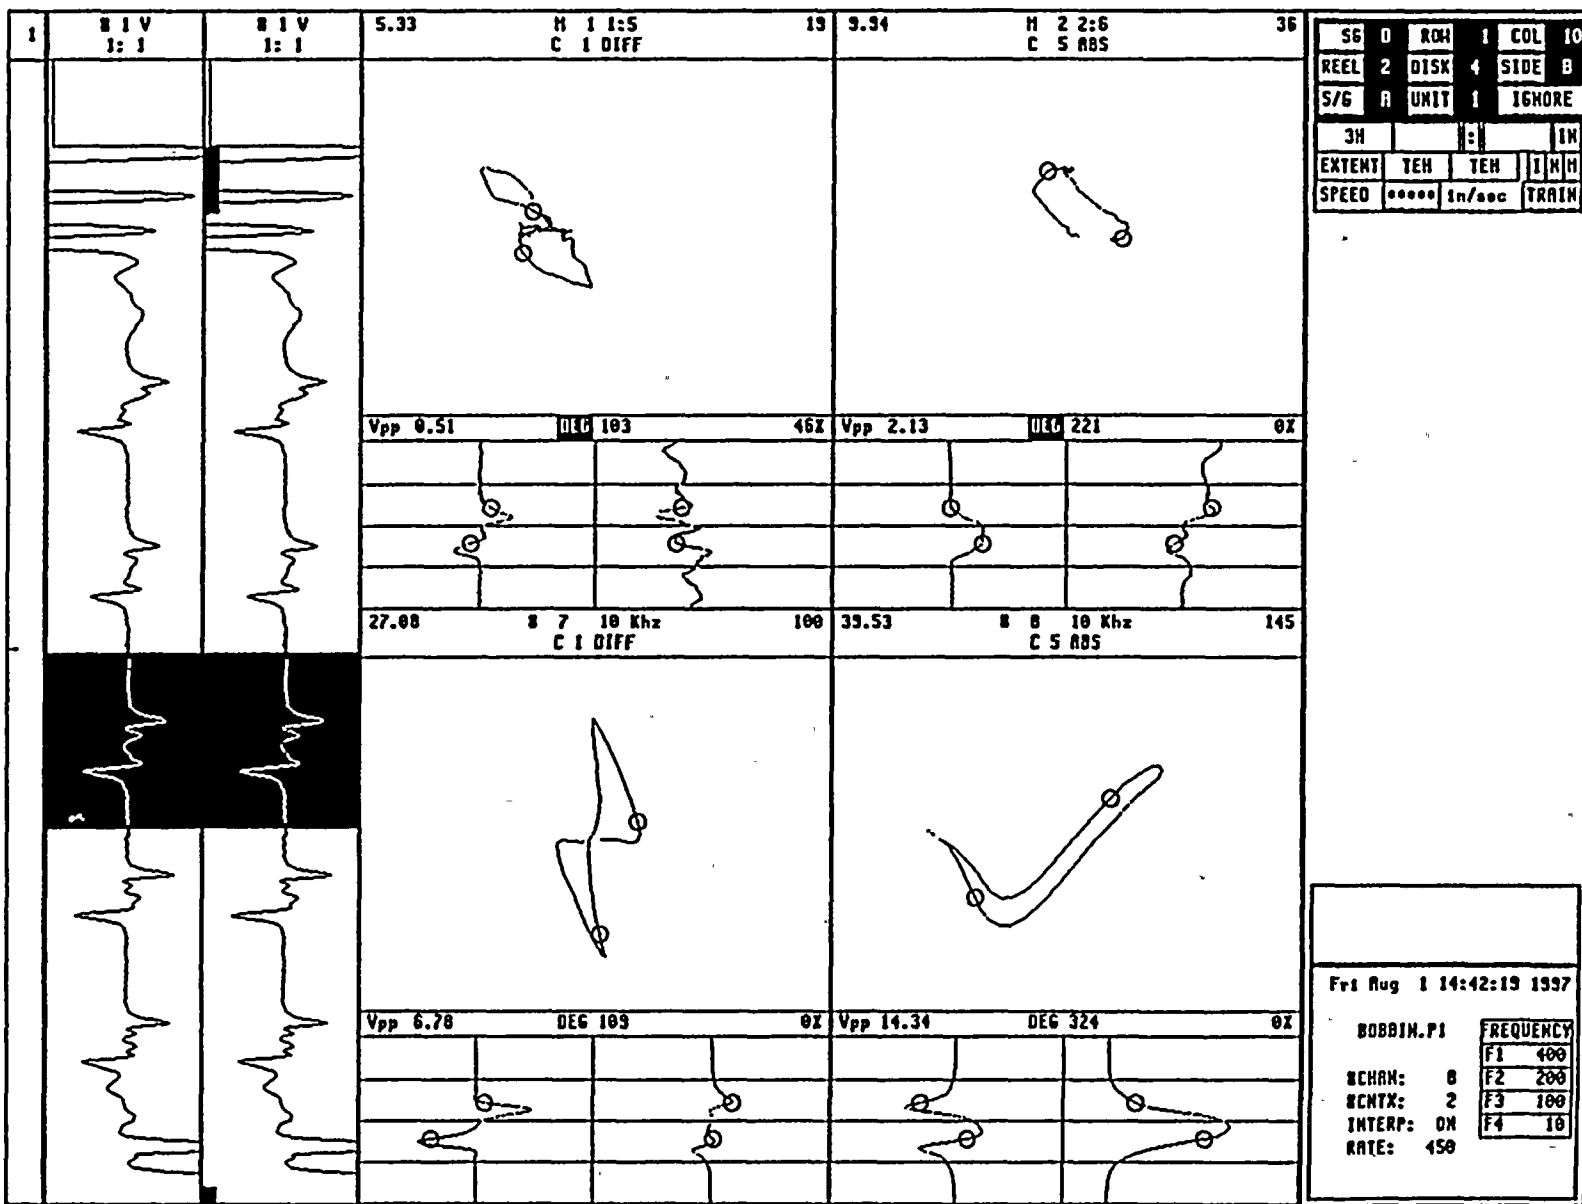 1
# 1 V
1: 1
# 1 V
1: 1
5.33 M 1 1:5 19
C 1 DIFF
9.94 M 2 2:6 36
C 5 ABS
SG 0 ROW 1 COL 10
REEL 2 DISK 4 SIDE B
S/G A UNIT 1 IGNORE
3H : IN
EXTENT TEH TEH I N H
SPEED ***** in/sec TRAIN
Vpp 0.51 DEG 103 46%
Vpp 2.13 DEG 221 0%
27.08 # 7 10 Khz 100
C 1 DIFF
39.53 # 8 10 Khz 145
C 5 ABS
Vpp 6.78 DEG 109 0%
Vpp 14.34 DEG 324 0%
Fri Aug 1 14:42:19 1997
BOBBIN.P1
#CHAN: 8
#CNTX: 2
INTERP: ON
RATE: 450
FREQUENCY
F1 400
F2 200
F3 100
F4 10